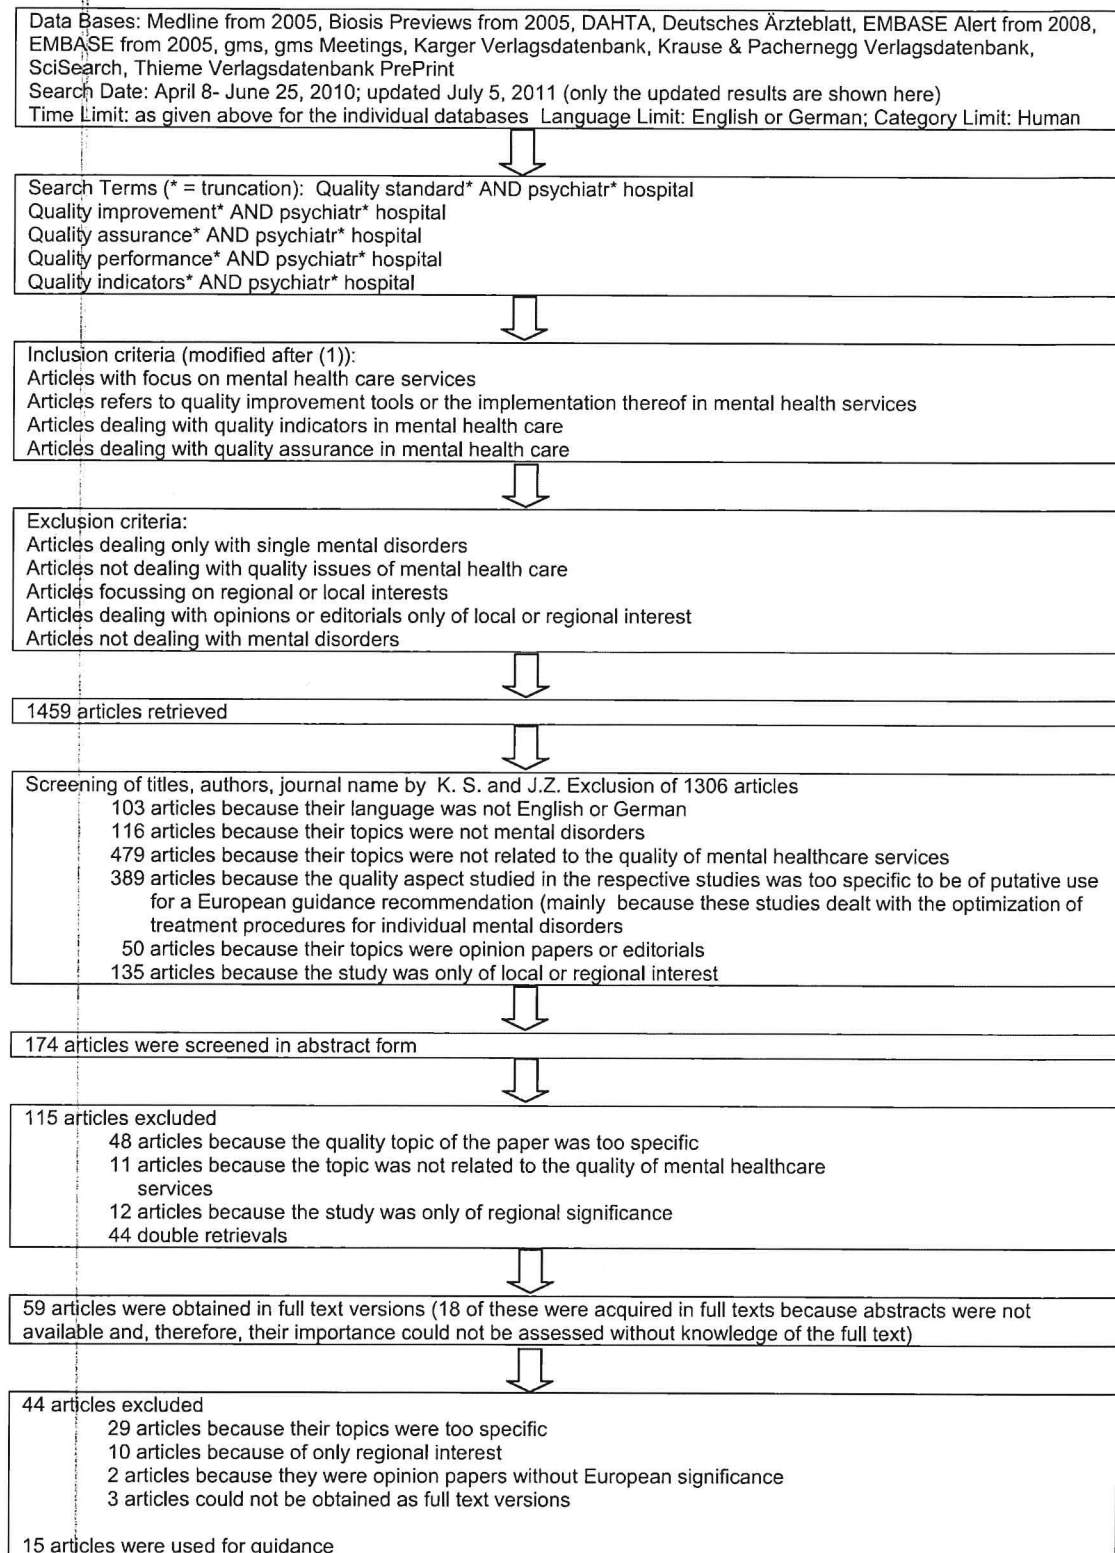 Data Bases: Medline from 2005, Biosis Previews from 2005, DAHTA, Deutsches Ärzteblatt, EMBASE Alert from 2008,
EMBASE from 2005, gms, gms Meetings, Karger Verlagsdatenbank, Krause & Pachernegg Verlagsdatenbank,
SciSearch, Thieme Verlagsdatenbank PrePrint
Search Date: April 8- June 25, 2010; updated July 5, 2011 (only the updated results are shown here)
Time Limit: as given above for the individual databases Language Limit: English or German; Category Limit: Human
Search Terms (* = truncation): Quality standard* AND psychiatr* hospital
Quality improvement* AND psychiatr* hospital
Quality assurance* AND psychiatr* hospital
Quality performance* AND psychiatr* hospital
Quality indicators* AND psychiatr* hospital
Inclusion criteria (modified after (1)):
Articles with focus on mental health care services
Articles refers to quality improvement tools or the implementation thereof in mental health services
Articles dealing with quality indicators in mental health care
Articles dealing with quality assurance in mental health care
Exclusion criteria:
Articles dealing only with single mental disorders
Articles not dealing with quality issues of mental health care
Articles focussing on regional or local interests
Articles dealing with opinions or editorials only of local or regional interest
Articles not dealing with mental disorders
1459 articles retrieved
Screening of titles, authors, journal name by K. S. and J.Z. Exclusion of 1306 articles
103 articles because their language was not English or German
116 articles because their topics were not mental disorders
479 articles because their topics were not related to the quality of mental healthcare services
389 articles because the quality aspect studied in the respective studies was too specific to be of putative use
for a European guidance recommendation (mainly because these studies dealt with the optimization of
treatment procedures for individual mental disorders
50 articles because their topics were opinion papers or editorials
135 articles because the study was only of local or regional interest
174 articles were screened in abstract form
115 articles excluded
48 articles because the quality topic of the paper was too specific
11 articles because the topic was not related to the quality of mental healthcare
services
12 articles because the study was only of regional significance
44 double retrievals
59 articles were obtained in full text versions (18 of these were acquired in full texts because abstracts were not
available and, therefore, their importance could not be assessed without knowledge of the full text)
44 articles excluded
29 articles because their topics were too specific
10 articles because of only regional interest
2 articles because they were opinion papers without European significance
3 articles could not be obtained as full text versions
15 articles were used for guidance